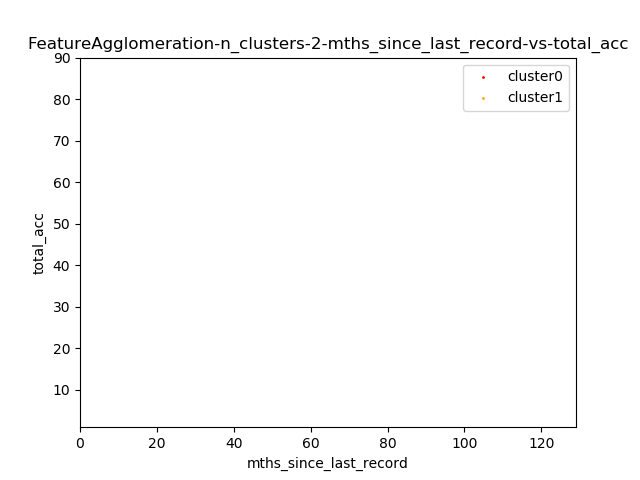 FeatureAgglomeration-n_clusters-2-mths_since_last_record-vs-total_acc
90
80
70
60
50
40
30
20
10
total_acc
cluster0
cluster1
0 20 40 60 80 100 120
mths_since_last_record